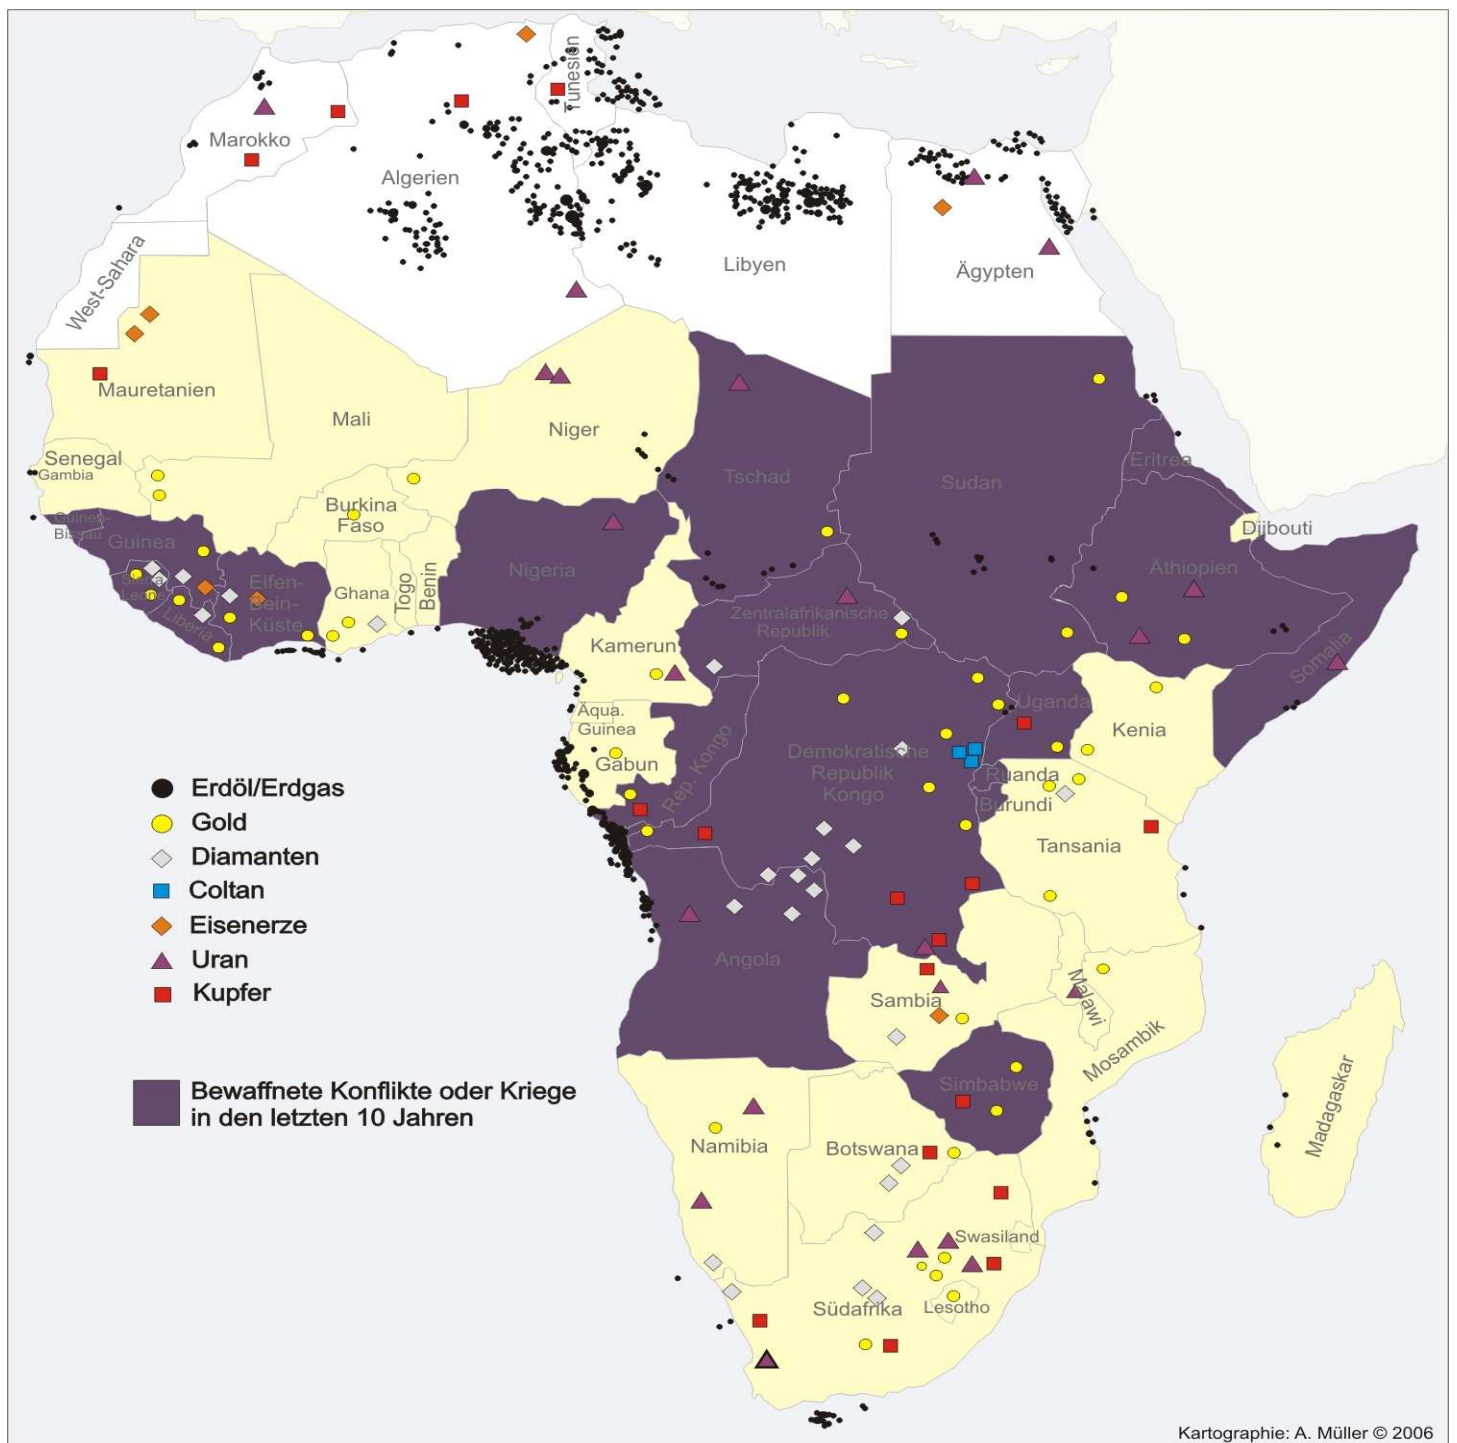 Tunesien
Marokko
Algerien
Libyen
Ägypten
West-Sahara
Mauretanien
Mali
Niger
Tschad
Sudan
Eritrea
Senegal
Gambia
Burkina
Faso
Guinea-
Bissau
Guinea
Djibouti
Nigeria
Äthiopien
Sierra
Leone
Elfen-
Bein-
Küste
Ghana
Togo
Benin
Liberia
Zentralafrikanische
Republik
Kamerun
Somalia
Uganda
Kenia
Äqua.
Guinea
Gabun
Rep. Kongo
Demokratische
Republik
Kongo
Ruanda
Burundi
Tansania
Erdöl/Erdgas
Gold
Diamanten
Coltan
Eisenerze
Uran
Kupfer
Angola
Sambia
Malawi
Mosambik
Simbabwe
Madagaskar
Bewaffnete Konflikte oder Kriege
in den letzten 10 Jahren
Namibia
Botswana
Swasiland
Südafrika
Lesotho
Kartographie: A. Müller © 2006